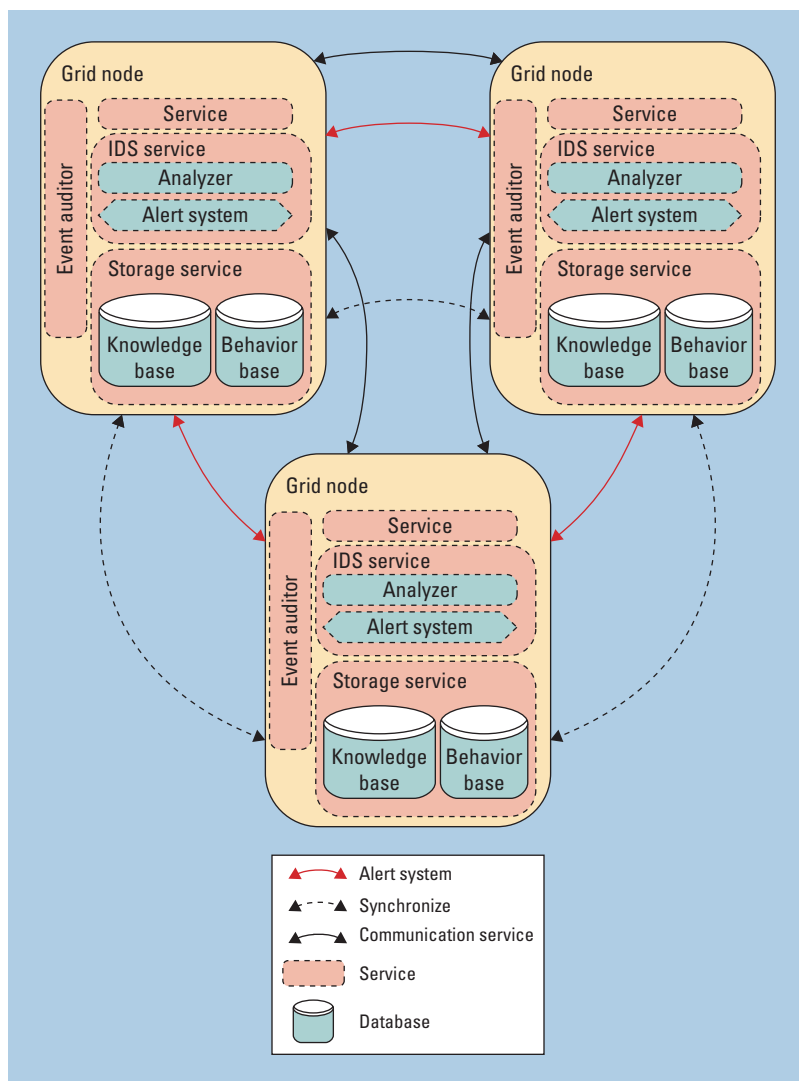 Grid node
Service
IDS service
Analyzer
Alert system
Event auditor
Storage service
Knowledge
base
Behavior
base
Grid node
Service
IDS service
Analyzer
Alert system
Event auditor
Storage service
Knowledge
base
Behavior
base
Grid node
Service
IDS service
Analyzer
Alert system
Event auditor
Storage service
Knowledge
base
Behavior
base
Alert system
Synchronize
Communication service
Service
Database